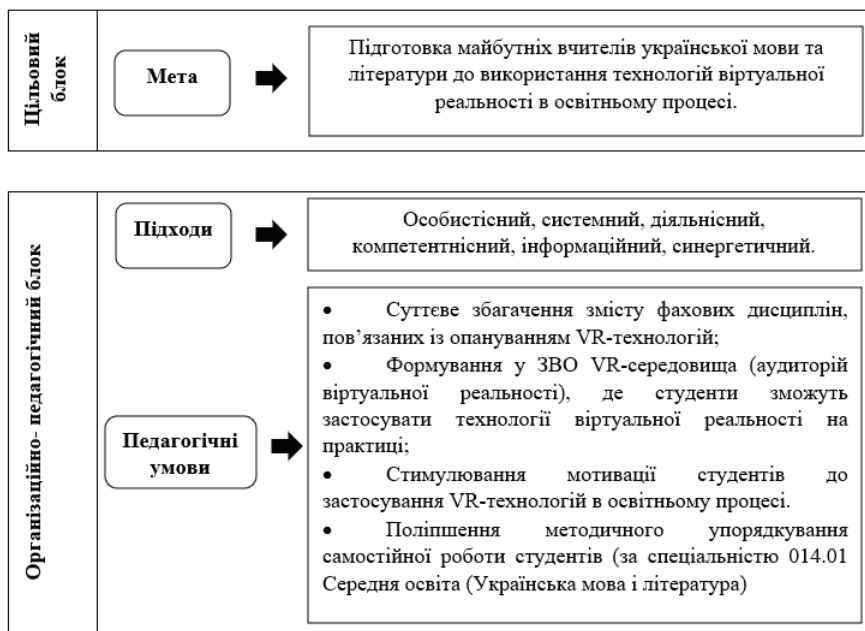 Цільовий
блок
Мета
Підготовка майбутніх вчителів української мови та
літератури до використання технологій віртуальної
реальності в освітньому процесі.
Організаційно- педагогічний блок
Підходи
Особистісний, системний, діяльнісний,
компетентнісний, інформаційний, синергетичний.
Педагогічні
умови
• Суттєве збагачення змісту фахових дисциплін,
пов’язаних із опануванням VR-технологій;
• Формування у ЗВО VR-середовища (аудиторій
віртуальної реальності), де студенти зможуть
застосувати технології віртуальної реальності на
практиці;
• Стимулювання мотивації студентів до
застосування VR-технологій в освітньому процесі.
• Поліпшення методичного упорядкування
самостійної роботи студентів (за спеціальністю 014.01
Середня освіта (Українська мова і література)